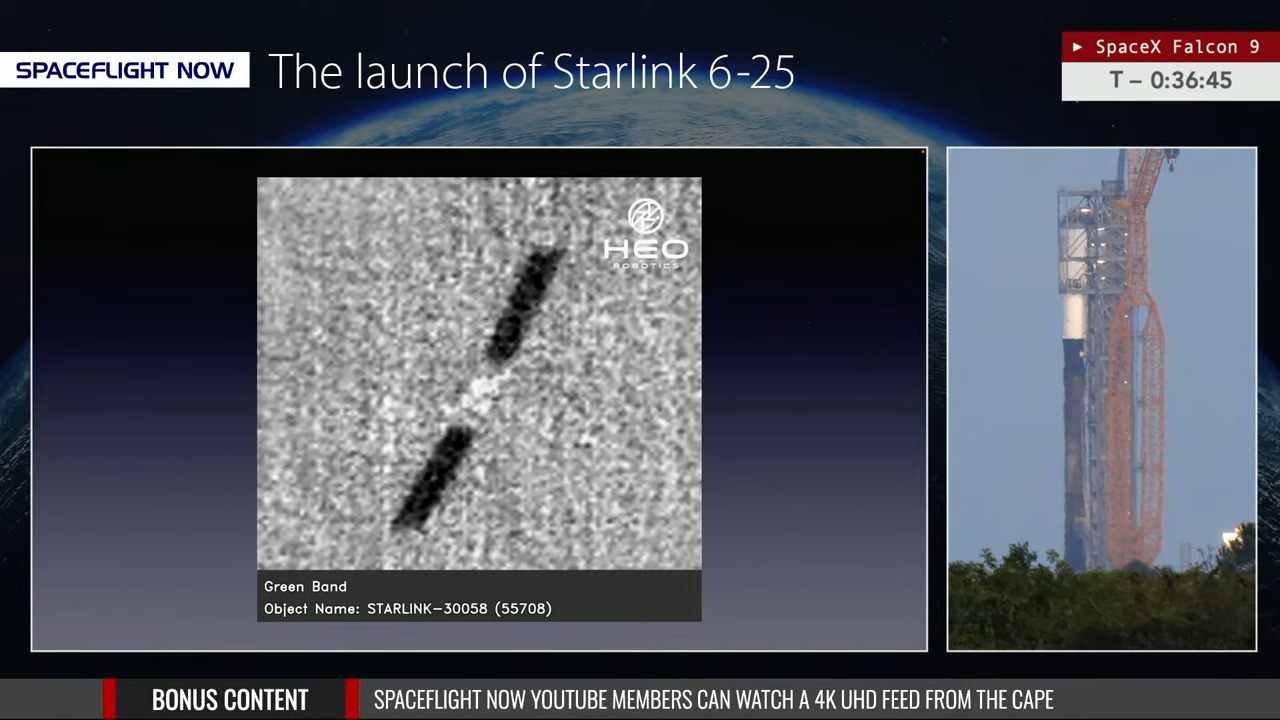 SPACEFLIGHT NOW
The launch of Starlink 6-25
► SpaceX Falcon 9
T – 0:36:45
HEO
ROBOTICS
Green Band
Object Name: STARLINK-30058 (55708)
BONUS CONTENT
SPACEFLIGHT NOW YOUTUBE MEMBERS CAN WATCH A 4K UHD FEED FROM THE CAPE